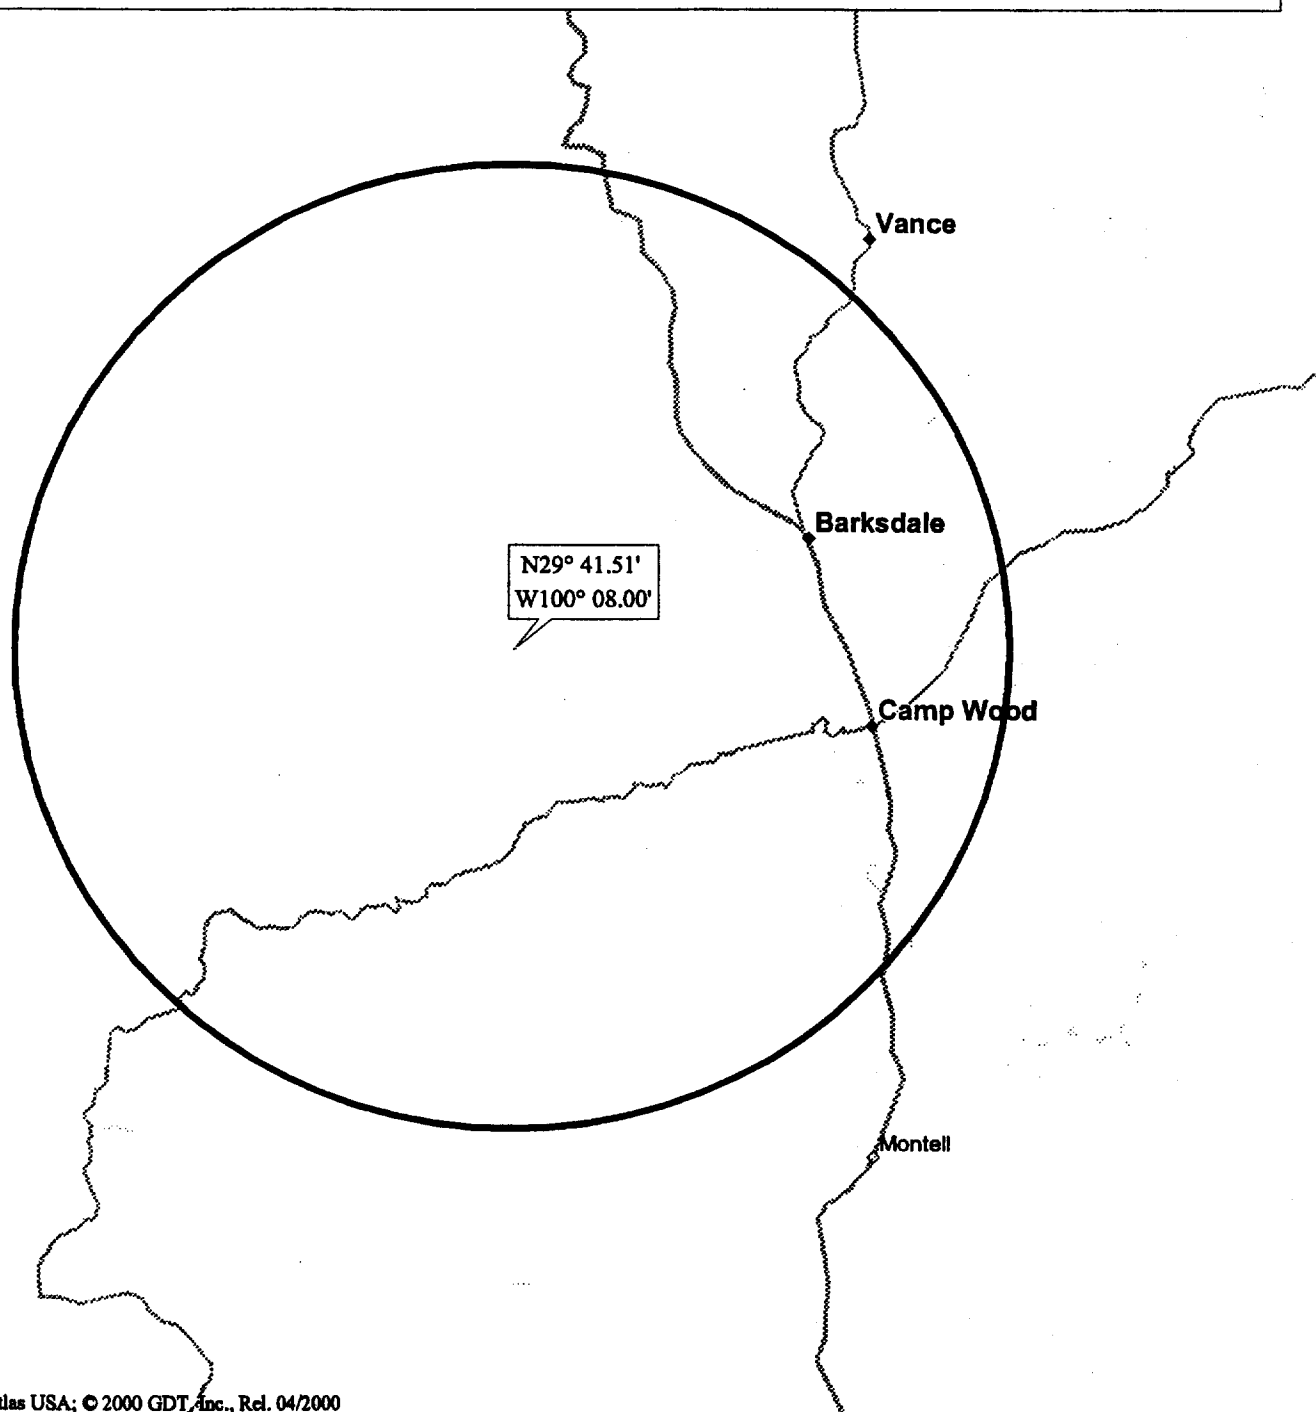 Vance
Barksdale
N29° 41.51'
W100° 08.00'
Camp Wood
Montell
tlas USA; © 2000 GDT, Inc., Rel. 04/2000